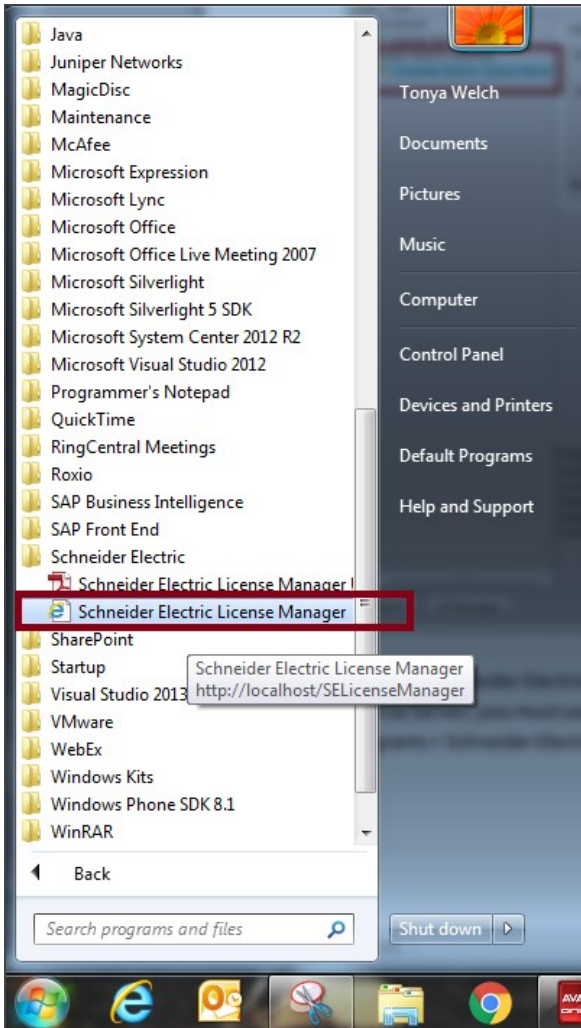 Java
Juniper Networks
MagicDisc
Maintenance
McAfee
Microsoft Expression
Microsoft Lync
Microsoft Office
Microsoft Office Live Meeting 2007
Microsoft Silverlight
Microsoft Silverlight 5 SDK
Microsoft System Center 2012 R2
Microsoft Visual Studio 2012
Programmer's Notepad
QuickTime
RingCentral Meetings
Roxio
SAP Business Intelligence
SAP Front End
Schneider Electric
Schneider Electric License Manager
Schneider Electric License Manager
SharePoint
Startup
Visual Studio 2013
VMware
WebEx
Windows Kits
Windows Phone SDK 8.1
WinRAR
Back
Search programs and files
Schneider Electric License Manager
http://localhost/SELicenseManager
Tonya Welch
Documents
Pictures
Music
Computer
Control Panel
Devices and Printers
Default Programs
Help and Support
Shut down